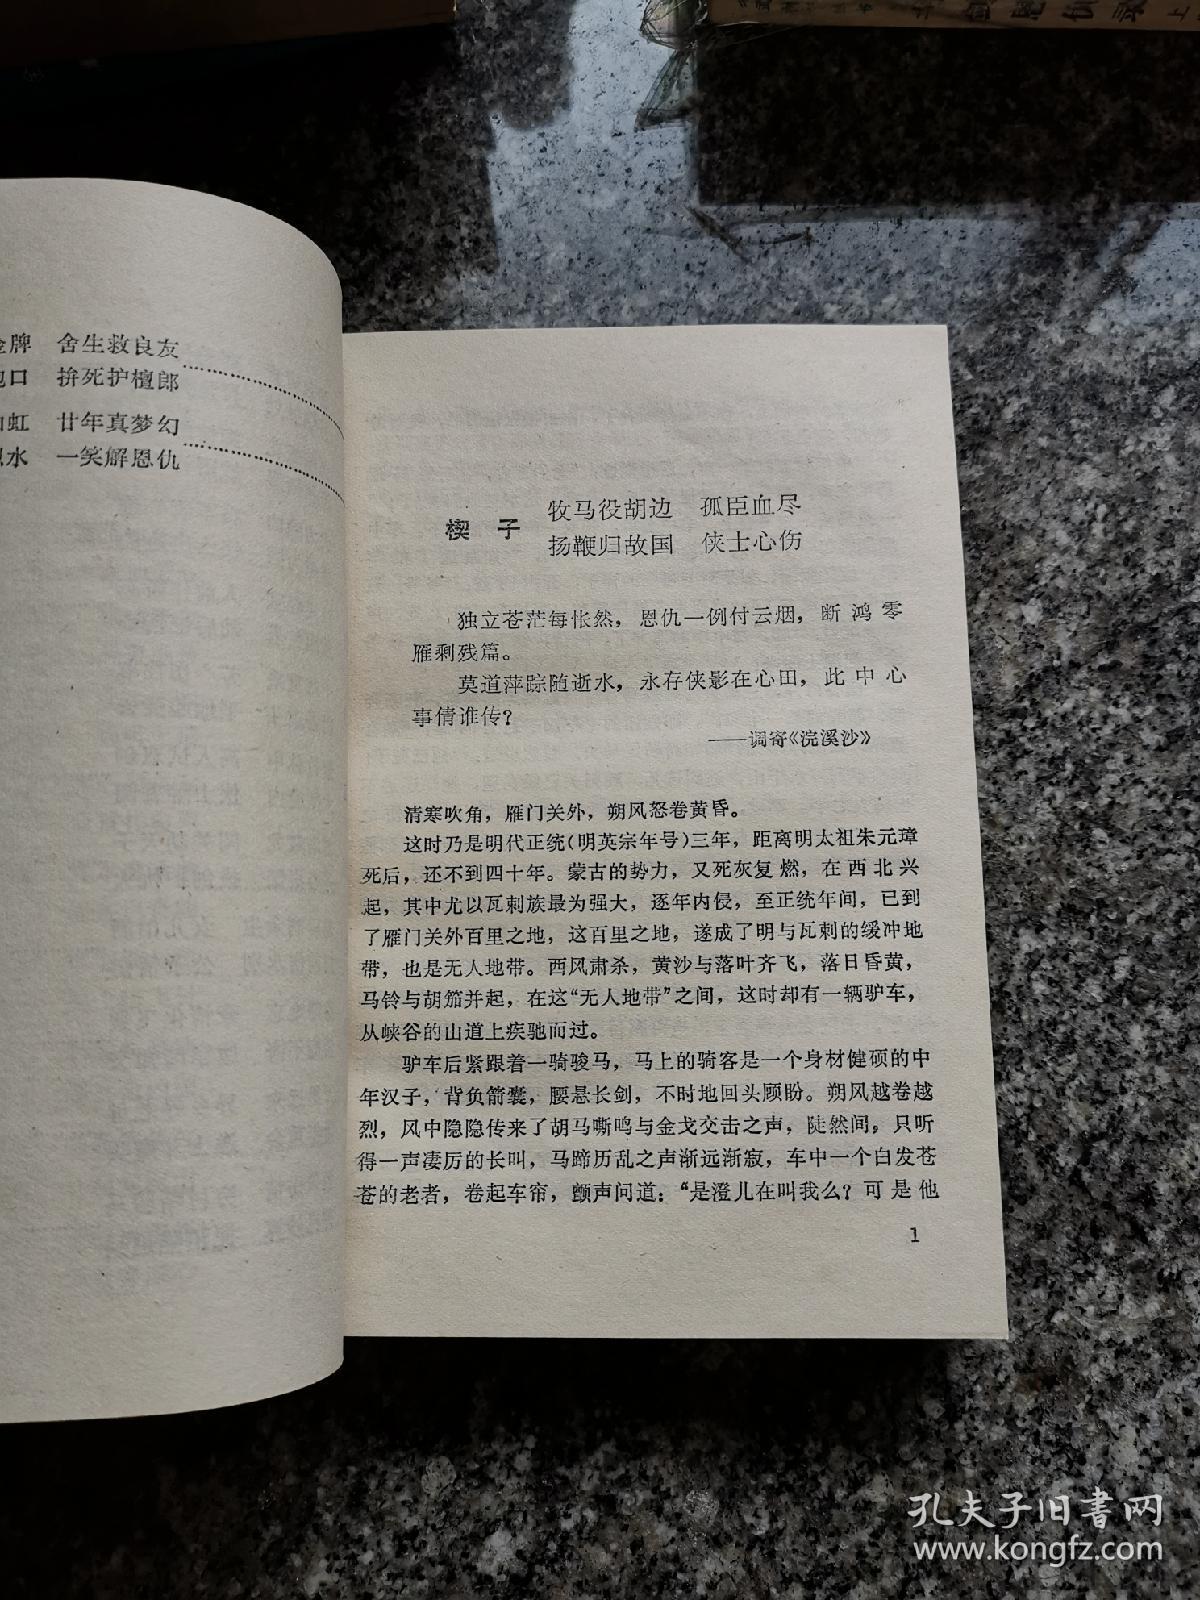 金牌　舍生救良友
口　拚死护檀郎
虹　廿年真梦幻
水　一笑解恩仇
楔　子
牧马役胡边　孤臣血尽
扬鞭归故国　侠士心伤
独立苍茫每怅然，恩仇一例付云烟，断鸿零
雁剩残篇。
莫道萍踪随逝水，永存侠影在心田，此中心
事倩谁传？
——调寄《浣溪沙》
清寒吹角，雁门关外，朔风怒卷黄昏。
这时乃是明代正统（明英宗年号）三年，距离明太祖朱元璋
死后，还不到四十年。蒙古的势力，又死灰复燃，在西北兴
起，其中尤以瓦剌族最为强大，逐年内侵，至正统年间，已到
了雁门关外百里之地，这百里之地，遂成了明与瓦剌的缓冲地
带，也是无人地带。西风肃杀，黄沙与落叶齐飞，落日昏黄，
马铃与胡笳并起，在这“无人地带”之间，这时却有一辆驴车，
从峡谷的山道上疾驰而过。
驴车后紧跟着一骑骏马，马上的骑客是一个身材健硕的中
年汉子，背负箭囊，腰悬长剑，不时地回头顾盼。朔风越卷越
烈，风中隐隐传来了胡马嘶鸣与金戈交击之声，陡然间，只听
得一声凄厉的长叫，马蹄历乱之声渐远渐寂，车中一个白发苍
苍的老者，卷起车帘，颤声问道：“是澄儿在叫我么？可是他
1
孔夫子旧书网
www.kongfz.com